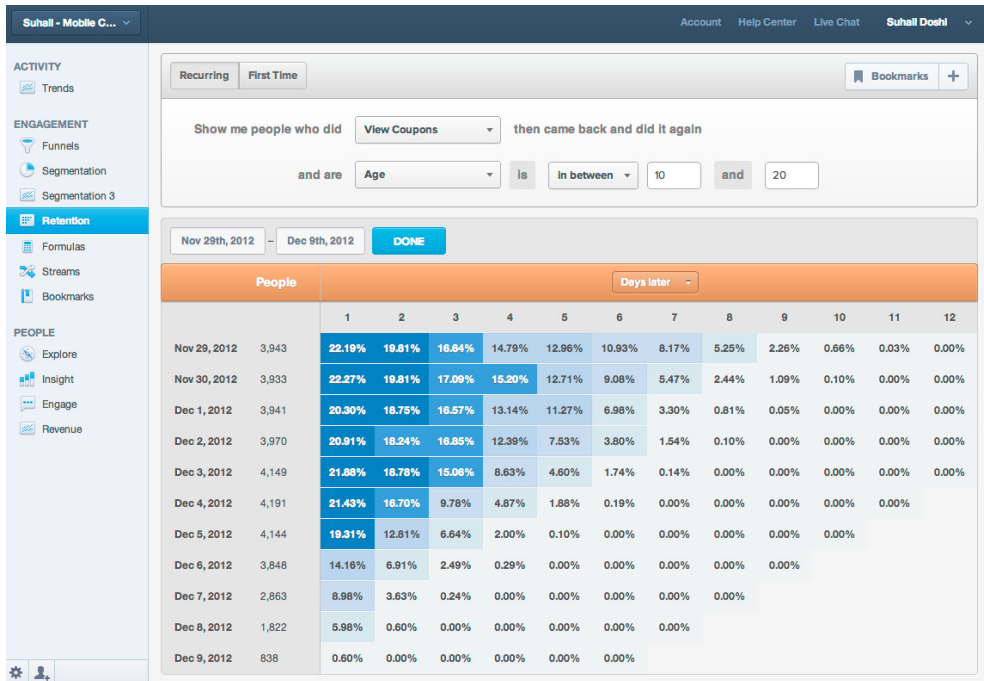 Suhail - Mobile C...
Account Help Center Live Chat Suhail Doshi
ACTIVITY
Trends
ENGAGEMENT
Funnels
Segmentation
Segmentation 3
Retention
Formulas
Streams
Bookmarks
PEOPLE
Explore
Insight
Engage
Revenue
Recurring First Time Bookmarks +
Show me people who did View Coupons then came back and did it again
and are Age is in between 10 and 20
Nov 29th, 2012 – Dec 9th, 2012 DONE
People Days later
1 2 3 4 5 6 7 8 9 10 11 12
Nov 29, 2012 3,943 22.19% 19.81% 16.64% 14.79% 12.96% 10.93% 8.17% 5.25% 2.26% 0.66% 0.03% 0.00%
Nov 30, 2012 3,933 22.27% 19.81% 17.09% 15.20% 12.71% 9.08% 5.47% 2.44% 1.09% 0.10% 0.00% 0.00%
Dec 1, 2012 3,941 20.30% 18.75% 16.57% 13.14% 11.27% 6.98% 3.30% 0.81% 0.05% 0.00% 0.00% 0.00%
Dec 2, 2012 3,970 20.91% 18.24% 16.85% 12.39% 7.53% 3.80% 1.54% 0.10% 0.00% 0.00% 0.00% 0.00%
Dec 3, 2012 4,149 21.88% 18.78% 15.06% 8.63% 4.60% 1.74% 0.14% 0.00% 0.00% 0.00% 0.00% 0.00%
Dec 4, 2012 4,191 21.43% 16.70% 9.78% 4.87% 1.88% 0.19% 0.00% 0.00% 0.00% 0.00% 0.00%
Dec 5, 2012 4,144 19.31% 12.81% 6.64% 2.00% 0.10% 0.00% 0.00% 0.00% 0.00% 0.00%
Dec 6, 2012 3,848 14.16% 6.91% 2.49% 0.29% 0.00% 0.00% 0.00% 0.00% 0.00%
Dec 7, 2012 2,863 8.98% 3.63% 0.24% 0.00% 0.00% 0.00% 0.00% 0.00%
Dec 8, 2012 1,822 5.98% 0.60% 0.00% 0.00% 0.00% 0.00% 0.00%
Dec 9, 2012 838 0.60% 0.00% 0.00% 0.00% 0.00% 0.00%